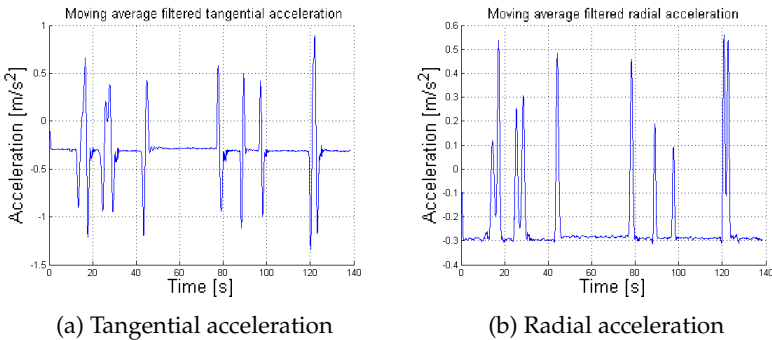 Moving average filtered tangential acceleration
1
0.5
0
-0.5
-1
-1.5
Acceleration [m/s²]
0 20 40 60 80 100 120 140
Time [s]
(a) Tangential acceleration
Moving average filtered radial acceleration
0.6
0.5
0.4
0.3
0.2
0.1
0
-0.1
-0.2
-0.3
-0.4
Acceleration [m/s²]
0 20 40 60 80 100 120 140
Time [s]
(b) Radial acceleration